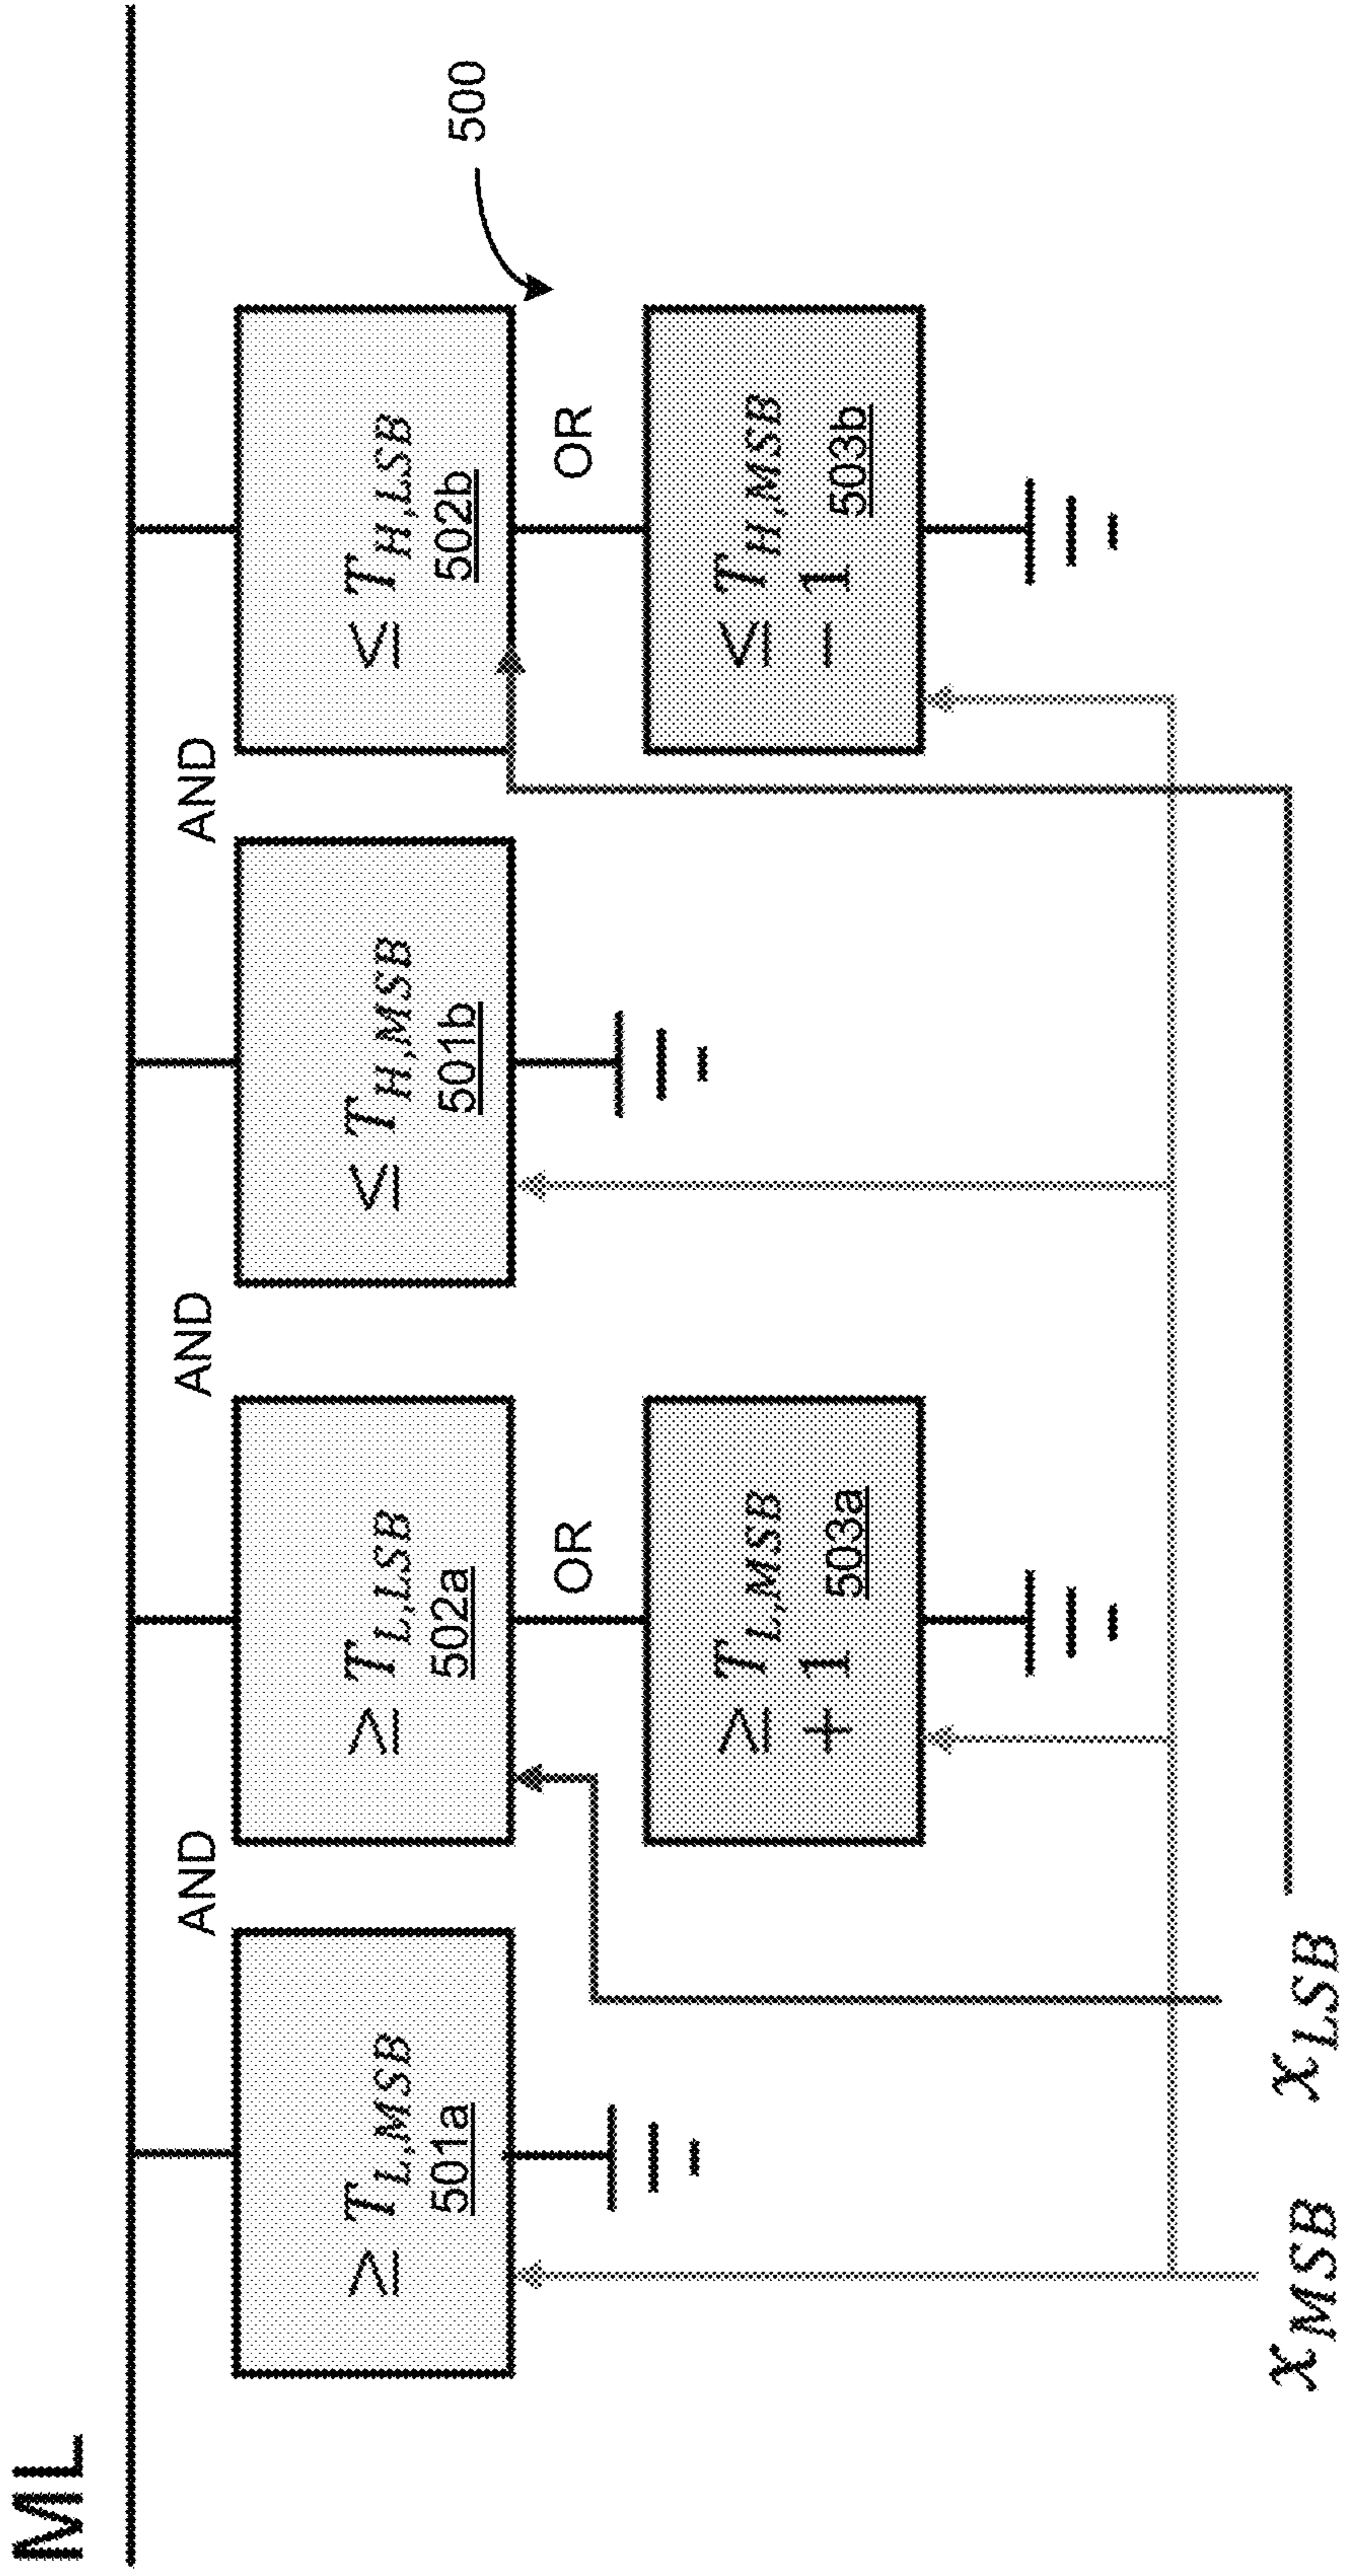 ML
500
AND
AND
AND
≥ T_{L,MSB}
501a
≥ T_{L,LSB}
502a
≤ T_{H,MSB}
501b
≤ T_{H,LSB}
502b
OR
OR
≥ T_{L,MSB}
+ 1
503a
≤ T_{H,MSB}
− 1
503b
x_{MSB}
x_{LSB}